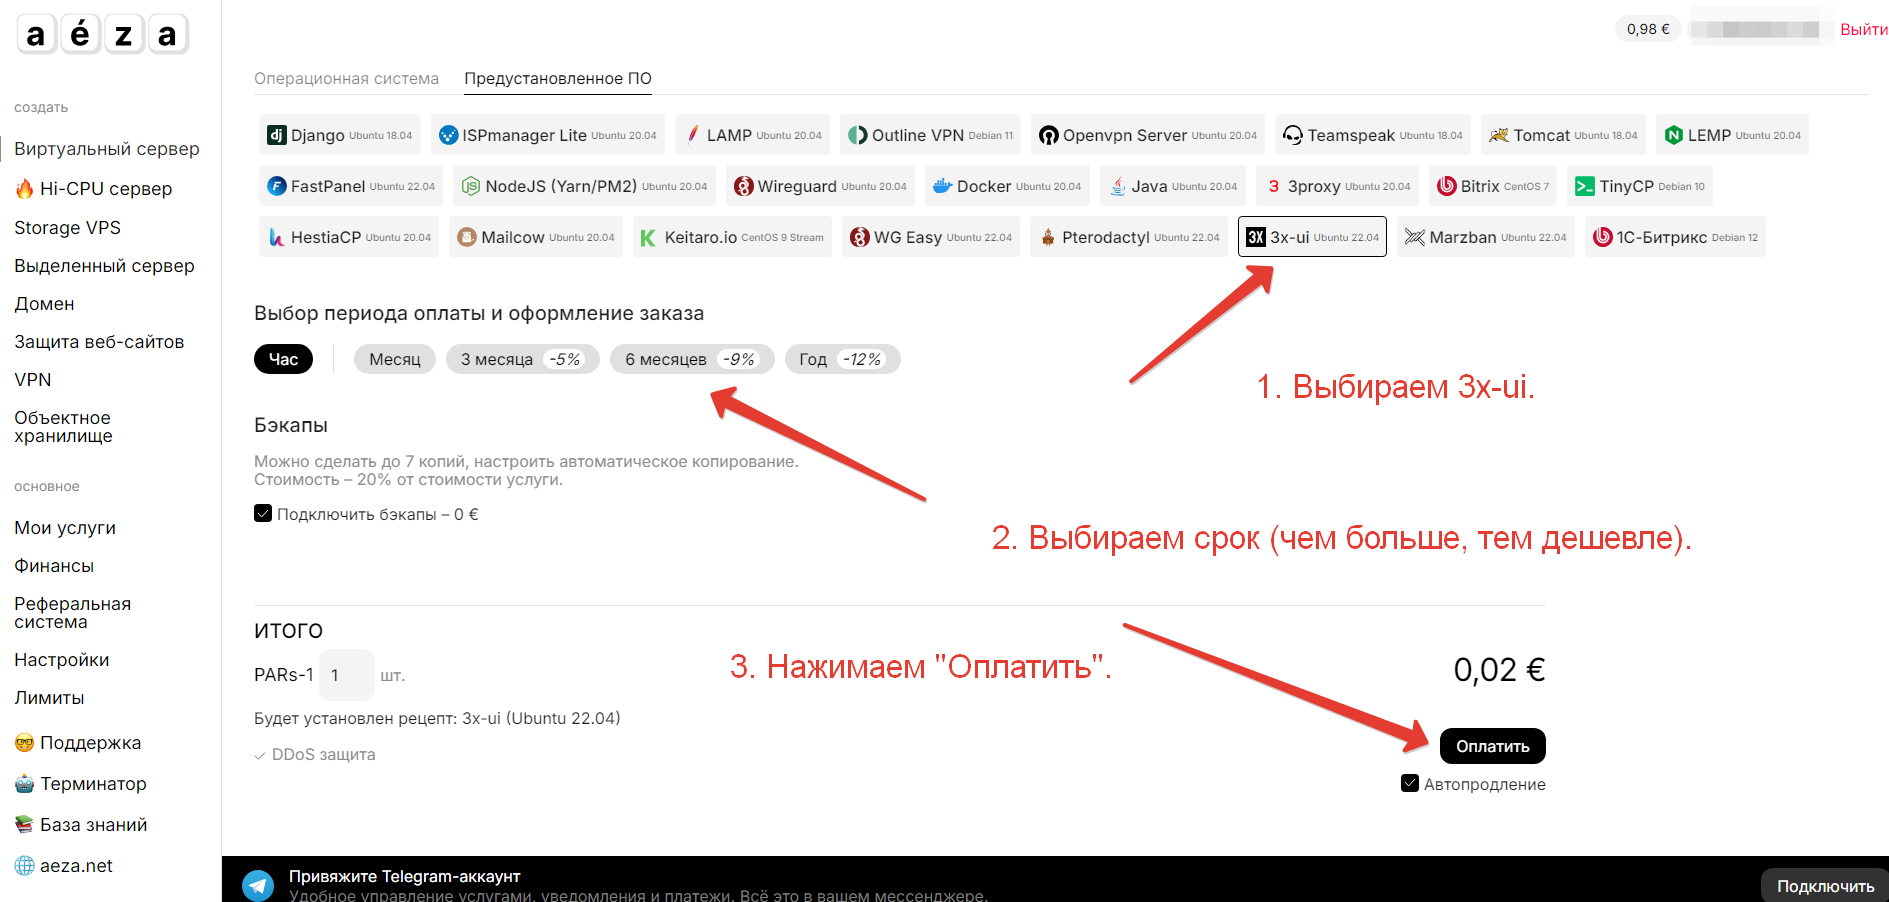 aéza
0,98 €
Выйти
создать
Виртуальный сервер
Hi-CPU сервер
Storage VPS
Выделенный сервер
Домен
Защита веб-сайтов
VPN
Объектное
хранилище
основное
Мои услуги
Финансы
Реферальная
система
Настройки
Лимиты
Поддержка
Терминатор
База знаний
aeza.net
Операционная система Предустановленное ПО
Django Ubuntu 18.04 ISPmanager Lite Ubuntu 20.04 LAMP Ubuntu 20.04 Outline VPN Debian 11 Openvpn Server Ubuntu 20.04 Teamspeak Ubuntu 18.04 Tomcat Ubuntu 18.04 LEMP Ubuntu 20.04
FastPanel Ubuntu 22.04 NodeJS (Yarn/PM2) Ubuntu 20.04 Wireguard Ubuntu 20.04 Docker Ubuntu 20.04 Java Ubuntu 20.04 3 3proxy Ubuntu 20.04 Bitrix CentOS 7 TinyCP Debian 10
HestiaCP Ubuntu 20.04 Mailcow Ubuntu 20.04 Keitaro.io CentOS 9 Stream WG Easy Ubuntu 22.04 Pterodactyl Ubuntu 22.04 3X 3x-ui Ubuntu 22.04 Marzban Ubuntu 22.04 1С-Битрикс Debian 12
Выбор периода оплаты и оформление заказа
Час Месяц 3 месяца -5% 6 месяцев -9% Год -12%
1. Выбираем 3x-ui.
Бэкапы
Можно сделать до 7 копий, настроить автоматическое копирование.
Стоимость – 20% от стоимости услуги.
Подключить бэкапы – 0 €
2. Выбираем срок (чем больше, тем дешевле).
ИТОГО
PARs-1 1 шт.
3. Нажимаем "Оплатить".
0,02 €
Будет установлен рецепт: 3x-ui (Ubuntu 22.04)
DDoS защита
Оплатить
Автопродление
Привяжите Telegram-аккаунт
Удобное управление услугами, уведомления и платежи. Всё это в вашем мессенджере.
Подключить